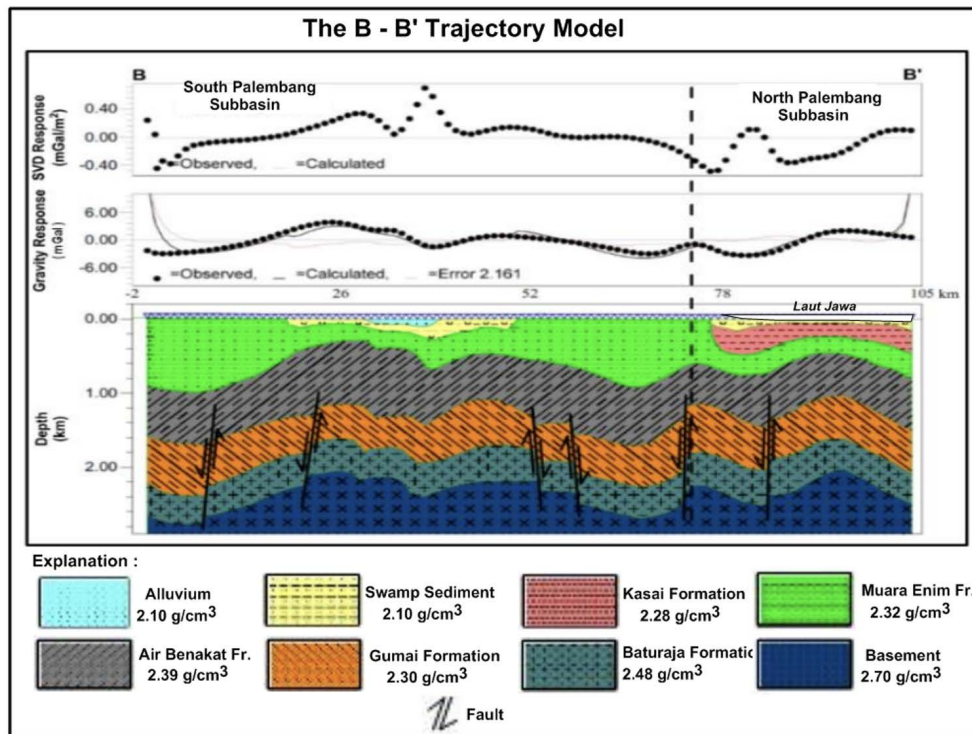 The B - B' Trajectory Model
B
B'
South Palembang
Subbasin
North Palembang
Subbasin
SVD Response
(mGal/m²)
0.40
0.00
-0.40
=Observed, =Calculated
Gravity Response
(mGal)
6.00
0.00
-6.00
=Observed, =Calculated, =Error 2.161
-2 26 52 78 105 km
Laut Jawa
Depth
(km)
0.00
1.00
2.00
Explanation :
Alluvium
2.10 g/cm³
Swamp Sediment
2.10 g/cm³
Kasai Formation
2.28 g/cm³
Muara Enim Fr.
2.32 g/cm³
Air Benakat Fr.
2.39 g/cm³
Gumai Formation
2.30 g/cm³
Baturaja Formatic
2.48 g/cm³
Basement
2.70 g/cm³
Fault